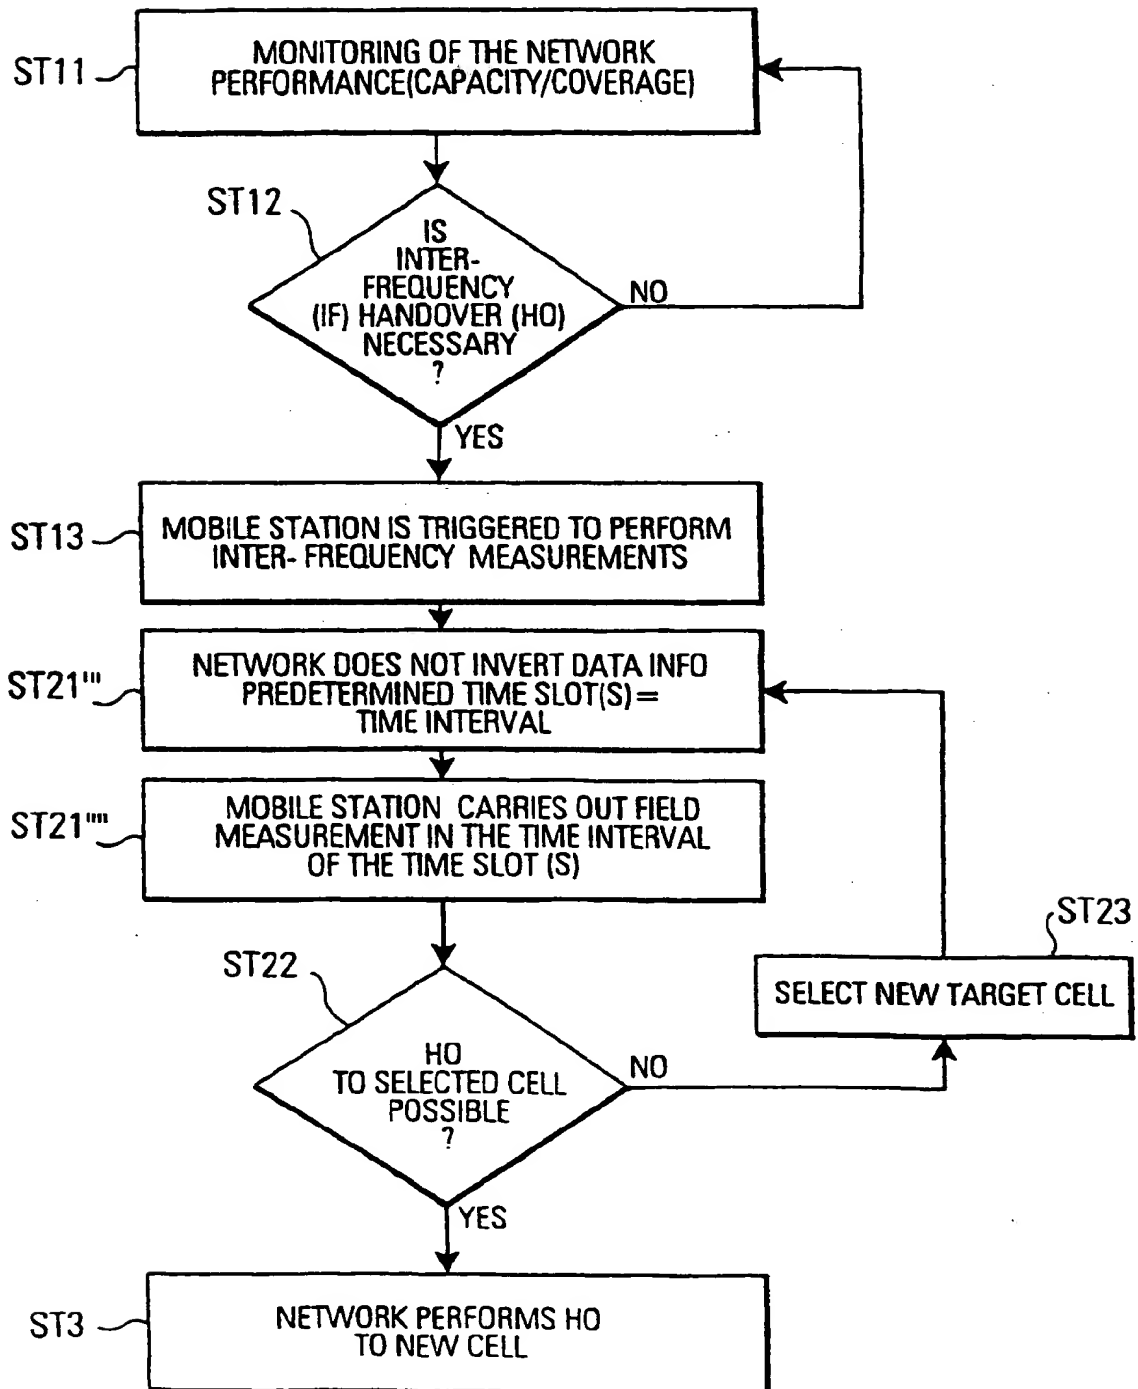 ST11
MONITORING OF THE NETWORK
PERFORMANCE(CAPACITY/COVERAGE)
ST12
IS
INTER-
FREQUENCY
(IF) HANDOVER (HO)
NECESSARY
?
NO
YES
ST13
MOBILE STATION IS TRIGGERED TO PERFORM
INTER- FREQUENCY MEASUREMENTS
ST21'''
NETWORK DOES NOT INVERT DATA INFO
PREDETERMINED TIME SLOT(S)=
TIME INTERVAL
ST21''''
MOBILE STATION CARRIES OUT FIELD
MEASUREMENT IN THE TIME INTERVAL
OF THE TIME SLOT (S)
ST23
SELECT NEW TARGET CELL
ST22
HO
TO SELECTED CELL
POSSIBLE
?
NO
YES
ST3
NETWORK PERFORMS HO
TO NEW CELL